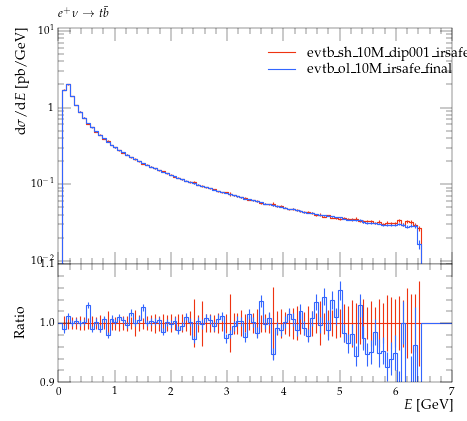 e⁺ν → tb̄
dσ/dE [pb/GeV]
10¹
evtb_sh_10M_dip001_irsafe
evtb_ol_10M_irsafe_final
1
10⁻¹
10⁻²
1.1
Ratio
1.0
0.9
0 1 2 3 4 5 6 7
E [GeV]